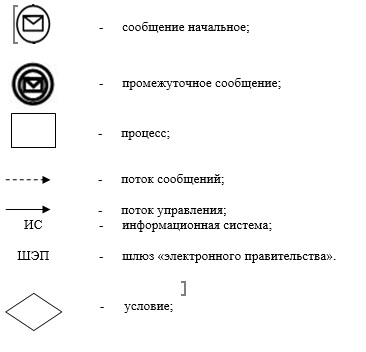 [
- сообщение начальное;
- промежуточное сообщение;
- процесс;
- поток сообщений;
- поток управления;
ИС - информационная система;
ШЭП - шлюз «электронного правительства».
]
- условие;